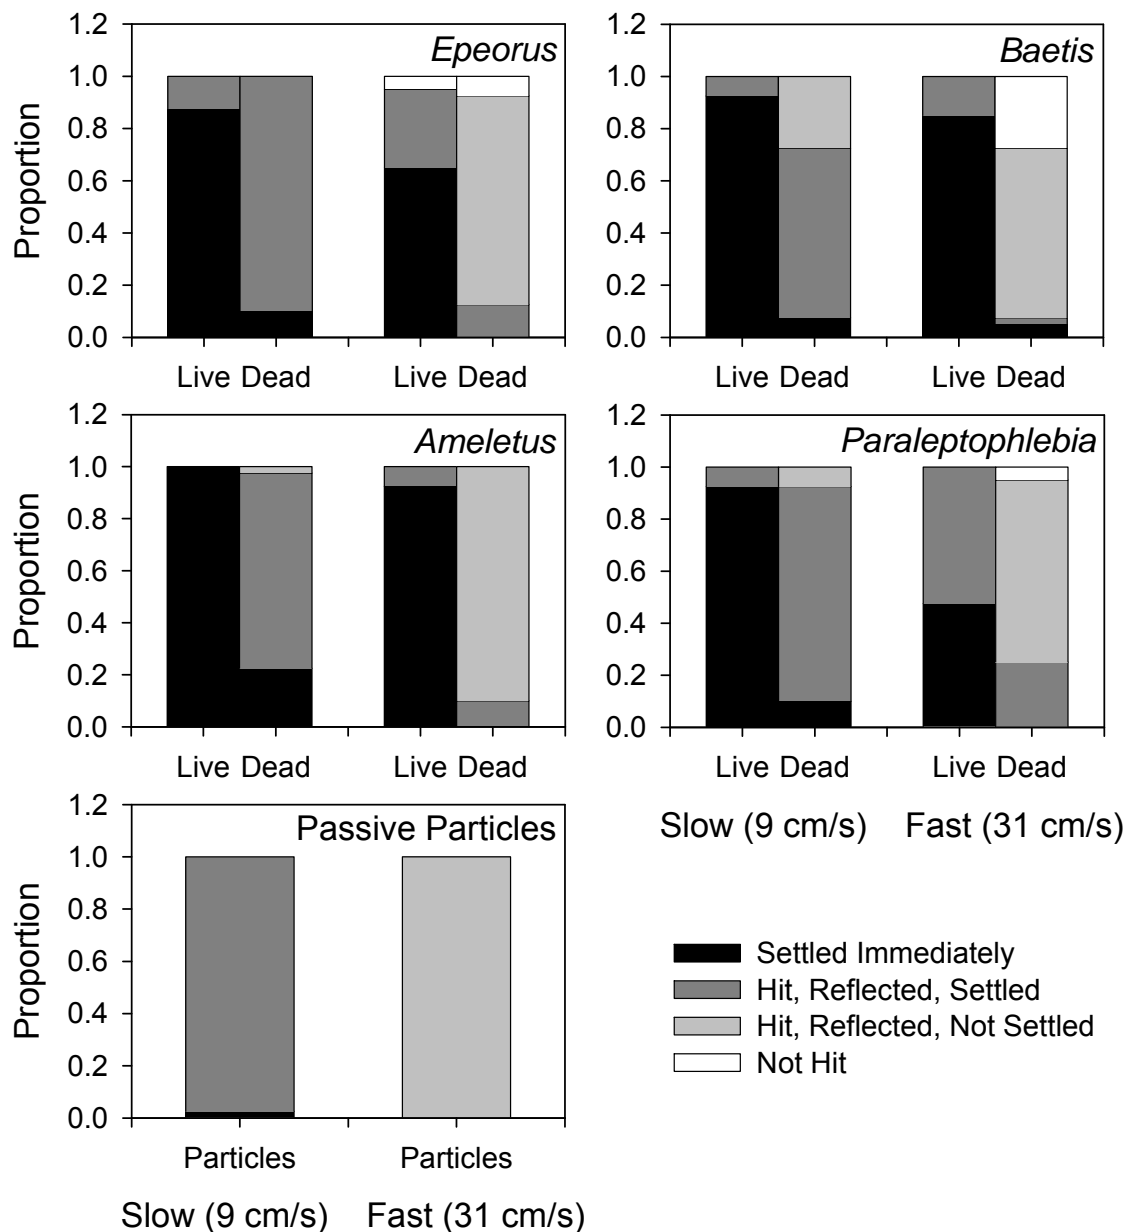 Epeorus
Proportion
1.2
1.0
0.8
0.6
0.4
0.2
0.0
Live Dead Live Dead
Baetis
1.2
1.0
0.8
0.6
0.4
0.2
0.0
Live Dead Live Dead
Ameletus
Proportion
1.2
1.0
0.8
0.6
0.4
0.2
0.0
Live Dead Live Dead
Paraleptophlebia
1.2
1.0
0.8
0.6
0.4
0.2
0.0
Live Dead Live Dead
Slow (9 cm/s) Fast (31 cm/s)
Passive Particles
Proportion
1.2
1.0
0.8
0.6
0.4
0.2
0.0
Particles Particles
Slow (9 cm/s) Fast (31 cm/s)
Settled Immediately
Hit, Reflected, Settled
Hit, Reflected, Not Settled
Not Hit